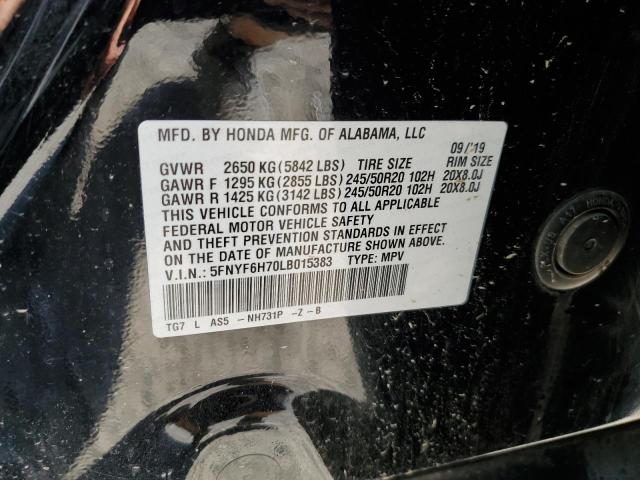 MFD. BY HONDA MFG. OF ALABAMA, LLC 09/19
GVWR 2650 KG(5842 LBS) TIRE SIZE RIM SIZE
GAWR F 1295 KG(2855 LBS)245/50R20 102H 20X8.0J
GAWR R 1425 KG(3142 LBS)245/50R20 102H 20X8.0J
THIS VEHICLE CONFORMS TO ALL APPLICABLE
FEDERAL MOTOR VEHICLE SAFETY
AND THEFT PREVENTION STANDARDS IN EFFECT
ON THE DATE OF MANUFACTURE SHOWN ABOVE.
V.I.N.: 5FNYF6H70LB015383 TYPE: MPV
TG7 L AS5 -NH731P -Z-B